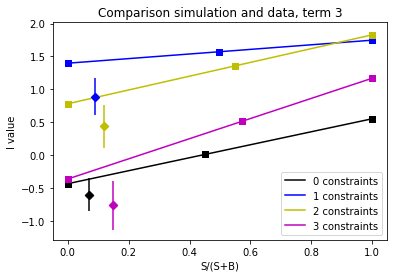 Comparison simulation and data, term 3
2.0
1.5
1.0
0.5
0.0
−0.5
−1.0
I value
0.0
0.2
0.4
0.6
0.8
1.0
S/(S+B)
0 constraints
1 constraints
2 constraints
3 constraints